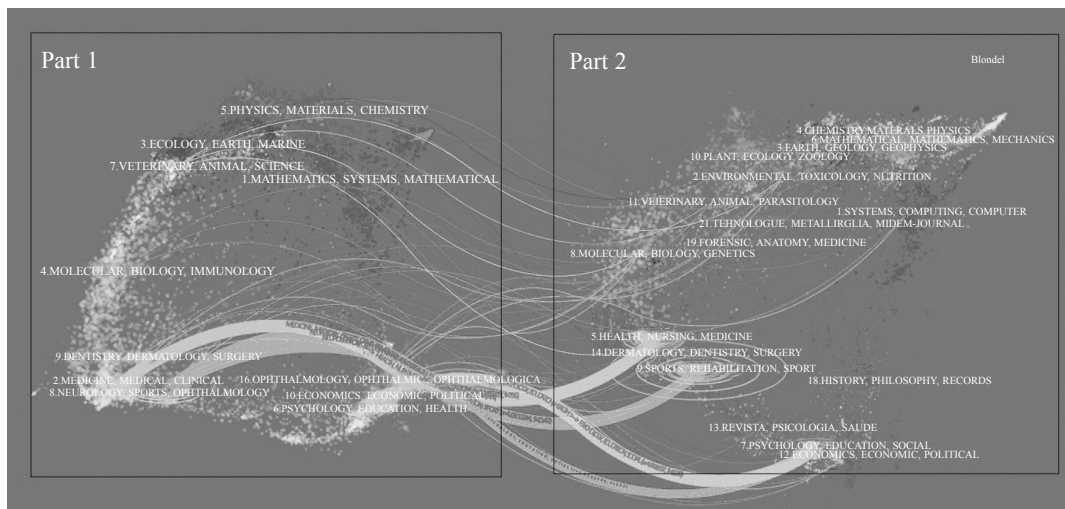 Part 1
5.PHYSICS, MATERIALS, CHEMISTRY
3.ECOLOGY, EARTH, MARINE
7.VETERINARY, ANIMAL, SCIENCE
1.MATHEMATICS, SYSTEMS, MATHEMATICAL
4.MOLECULAR, BIOLOGY, IMMUNOLOGY
9.DENTISTRY, DERMATOLOGY, SURGERY
2.MEDICINE, MEDICAL, CLINICAL
16.OPHTHALMOLOGY, OPHTHALMIC, OPHTHALMOLOGICA
8.NEUROLOGY, SPORTS, OPHTHALMOLOGY
10.ECONOMICS, ECONOMIC, POLITICAL
6.PSYCHOLOGY, EDUCATION, HEALTH
Part 2
Blondel
4.CHEMISTRY.MATERALS, PHYSICS
6.MATHEMATICAL, MATHEMATICS, MECHANICS
3.EARTH, GEOLOGY, GEOPHYSICS
10.PLANT, ECOLOGY, ZOOLOGY
2.ENVIRONMENTAL, TOXICOLOGY, NUTRITION
11.VEIERINARY, ANIMAL, PARASITOLOGY
1.SYSTEMS, COMPUTING, COMPUTER
21.TEHNOLOGUE, METALLIRGLIA, MIDEM-JOURNAL
19.FORENSIC, ANATOMY, MEDICINE
8.MOLECULAR, BIOLOGY, GENETICS
5.HEALTH, NURSING, MEDICINE
14.DERMATOLOGY, DENTISTRY, SURGERY
9.SPORTS, REHABILITATION, SPORT
18.HISTORY, PHILOSOPHY, RECORDS
13.REVISTA, PSICOLOGIA, SAUDE
7.PSYCHOLOGY, EDUCATION, SOCIAL
12.ECONOMICS, ECONOMIC, POLITICAL